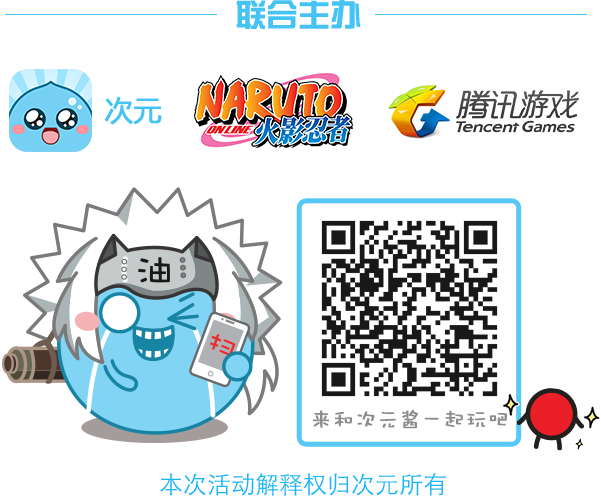 联合主办
次元
NARUTO
ONLINE 火影忍者
腾讯游戏
Tencent Games
油
扫
来和次元酱一起玩吧
本次活动解释权归次元所有